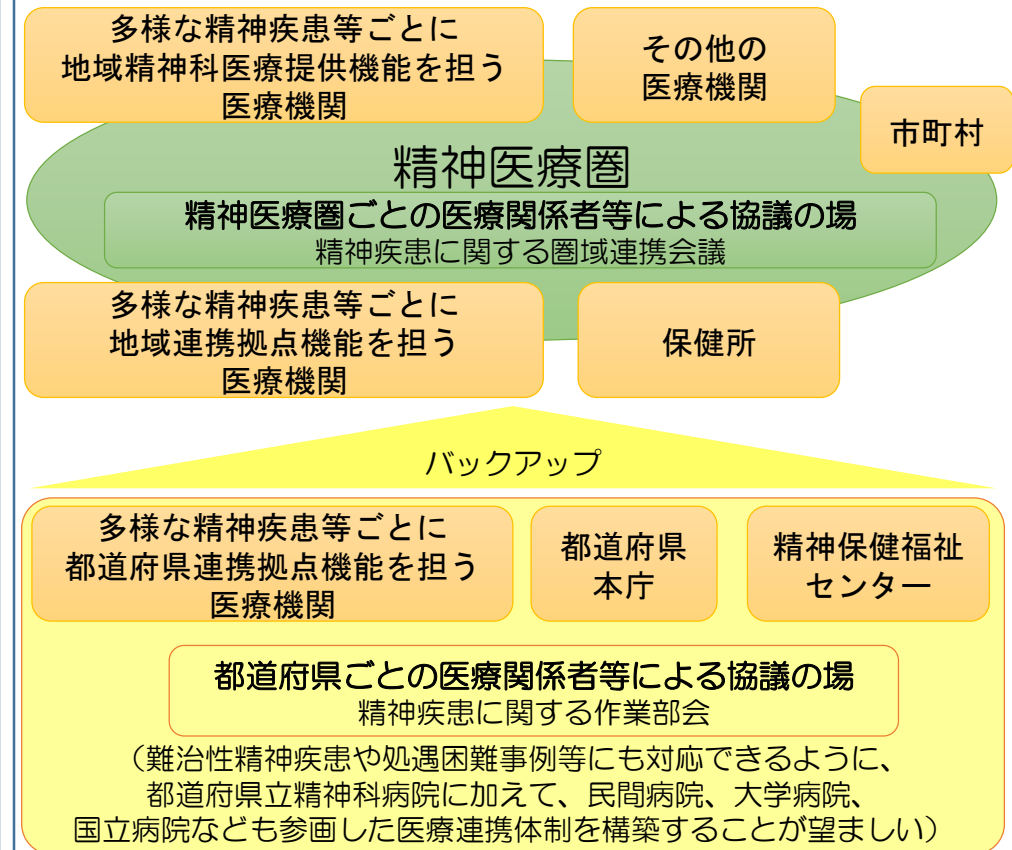 多様な精神疾患等ごとに
地域精神科医療提供機能を担う
医療機関
その他の
医療機関
市町村
精神医療圏
精神医療圏ごとの医療関係者等による協議の場
精神疾患に関する圏域連携会議
多様な精神疾患等ごとに
地域連携拠点機能を担う
医療機関
保健所
バックアップ
多様な精神疾患等ごとに
都道府県連携拠点機能を担う
医療機関
都道府県
本庁
精神保健福祉
センター
都道府県ごとの医療関係者等による協議の場
精神疾患に関する作業部会
（難治性精神疾患や処遇困難事例等にも対応できるように、
都道府県立精神科病院に加えて、民間病院、大学病院、
国立病院なども参画した医療連携体制を構築することが望ましい）